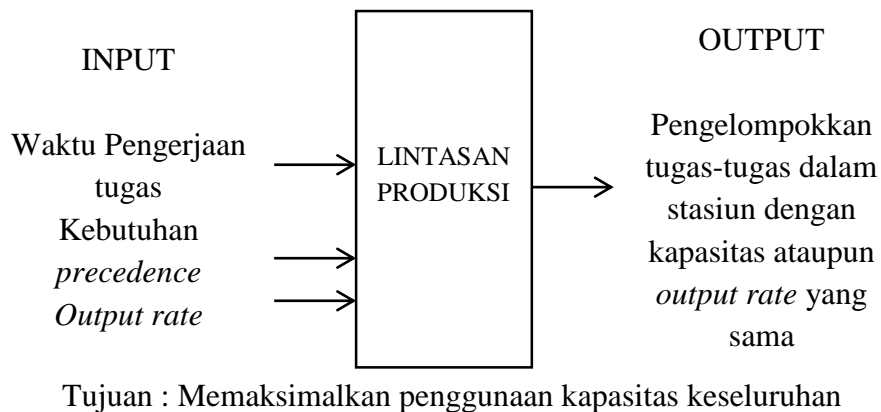 INPUT
Waktu Pengerjaan
tugas
Kebutuhan
precedence
Output rate
LINTASAN
PRODUKSI
OUTPUT
Pengelompokkan
tugas-tugas dalam
stasiun dengan
kapasitas ataupun
output rate yang
sama
Tujuan : Memaksimalkan penggunaan kapasitas keseluruhan